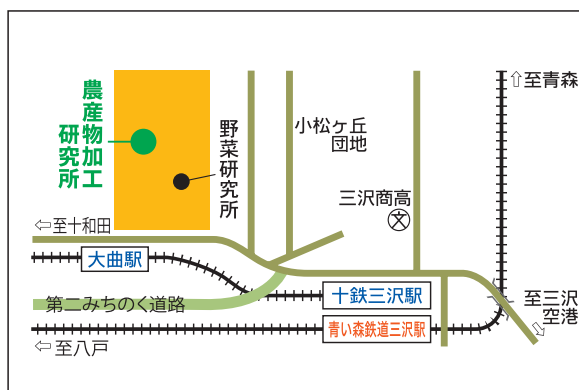 農産物加工
研究所
野菜研究所
小松ヶ丘
団地
⇧至青森
三沢商高
文
⇦至十和田
大曲駅
十鉄三沢駅
第二みちのく道路
青い森鉄道三沢駅
至三沢
空港
⇦至八戸